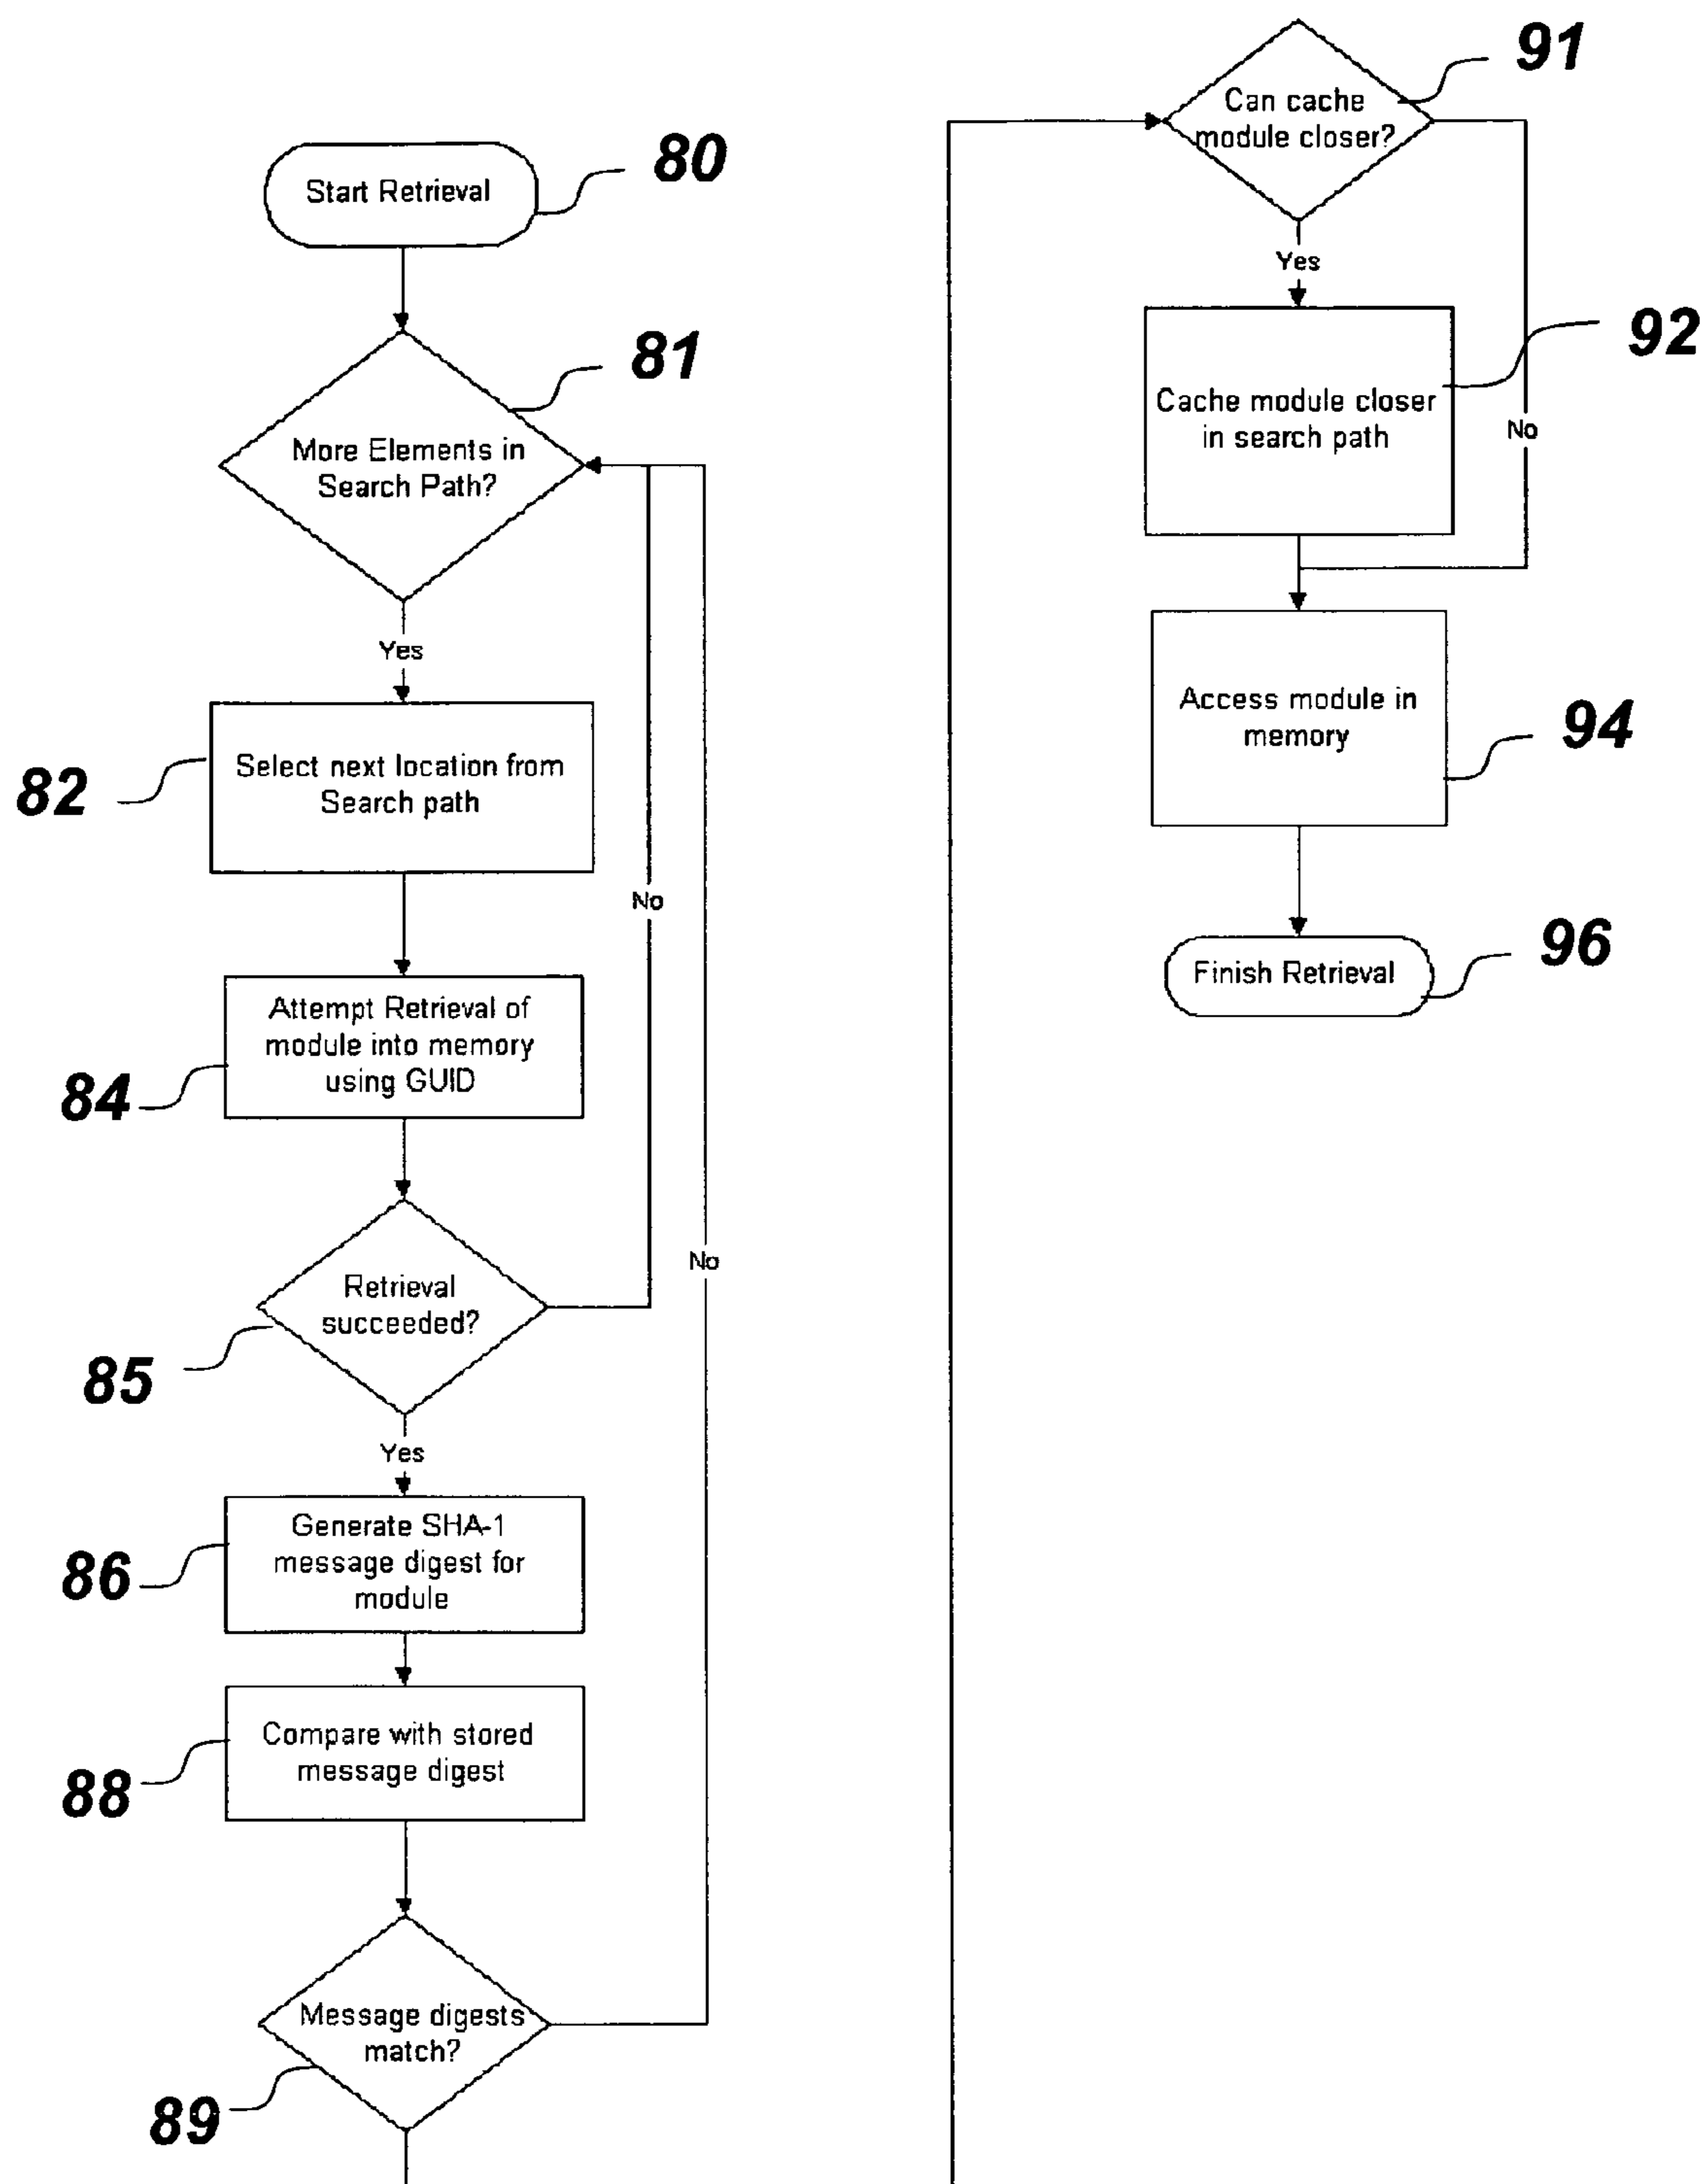 Start Retrieval
80
More Elements in
Search Path?
81
Yes
Select next location from
Search path
82
No
Attempt Retrieval of
module into memory
using GUID
84
Retrieval
succeeded?
85
No
Yes
Generate SHA-1
message digest for
module
86
Compare with stored
message digest
88
Message digests
match?
89
Can cache
module closer?
91
Yes
Cache module closer
in search path
92
No
Access module in
memory
94
Finish Retrieval
96